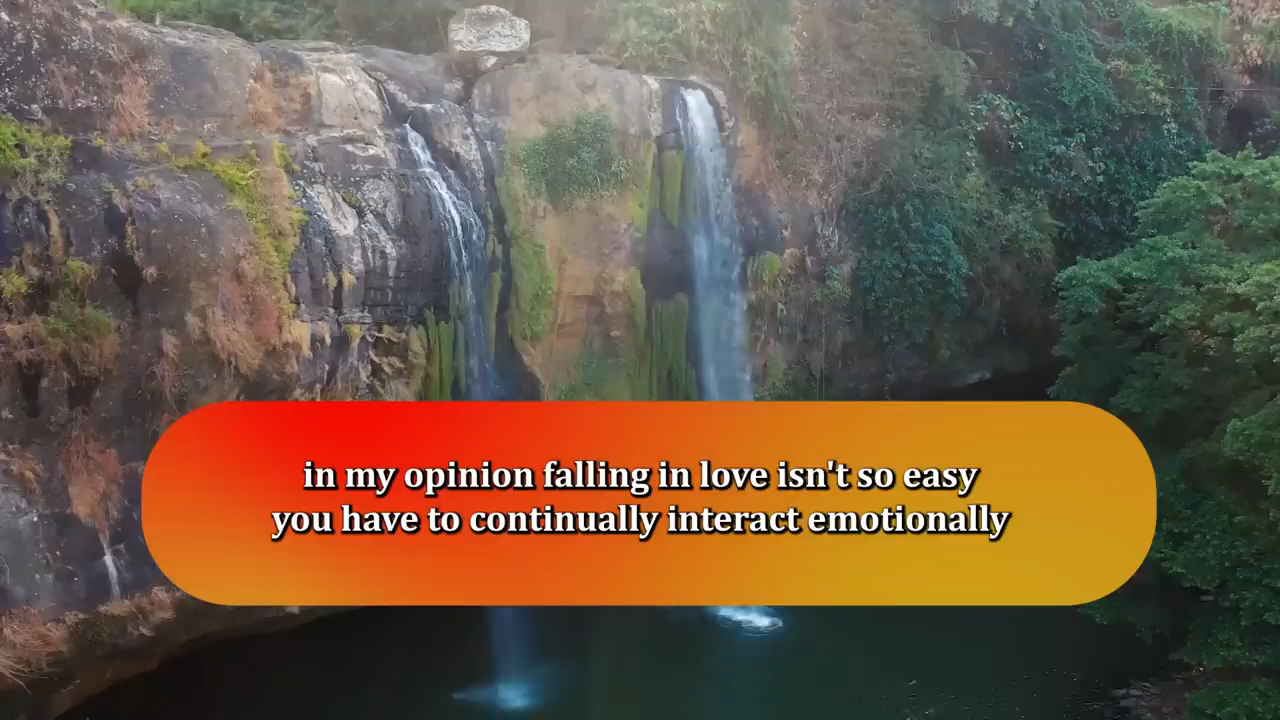 in my opinion falling in love isn't so easy
you have to continually interact emotionally